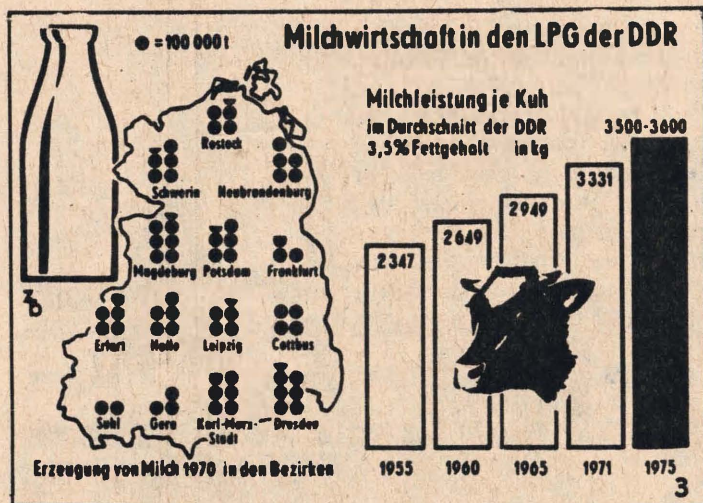 Milchwirtschaft in den LPG der DDR
= 100 000 t
Milchleistung je Kuh
im Durchschnitt der DDR
3,5% Fettgehalt in kg
Rostock
Schwerin
Neubrandenburg
Magdeburg
Potsdam
Frankfurt
Erfurt
Halle
Leipzig
Cottbus
Suhl
Gera
Karl-Marx-
Stadt
Dresden
Erzeugung von Milch 1970 in den Bezirken
2347
2649
2949
3331
3500-3600
1955
1960
1965
1971
1975
3